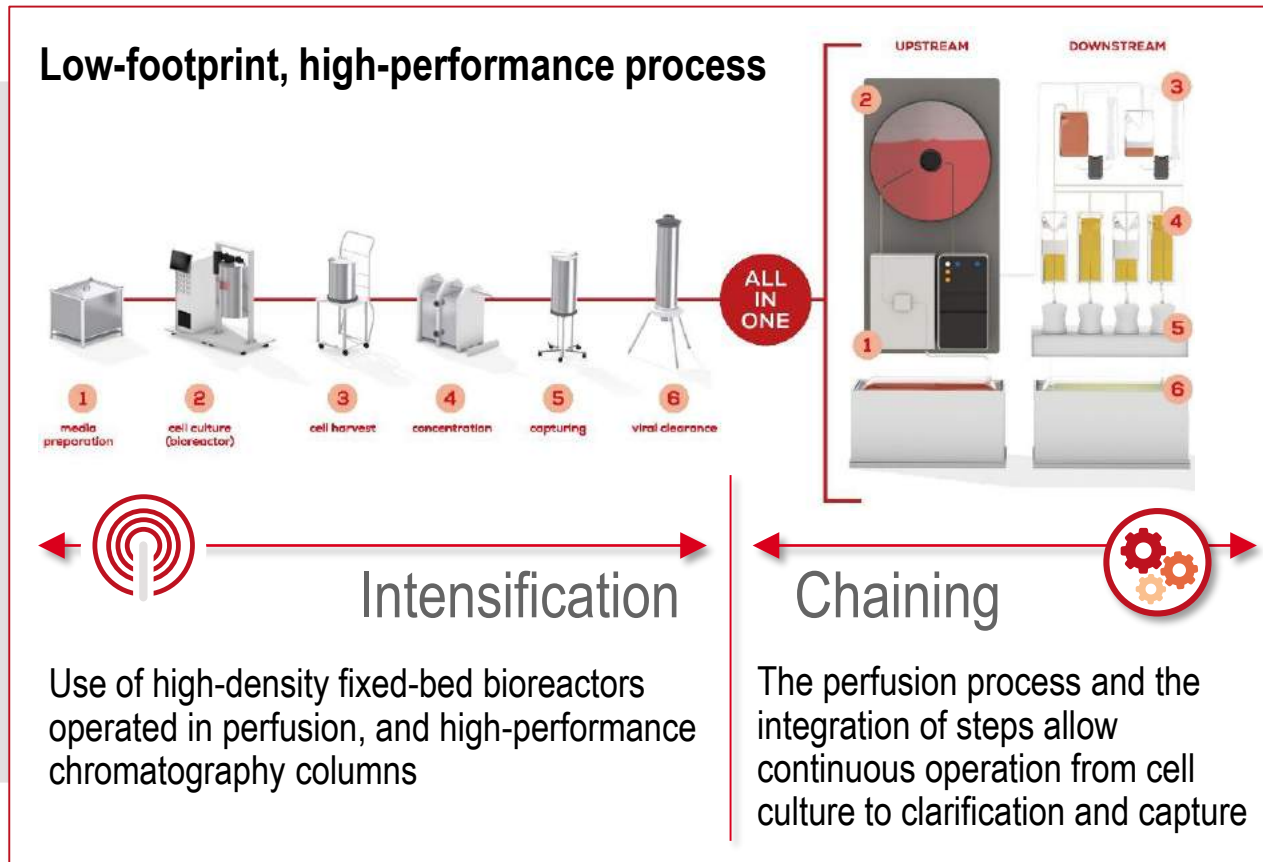 Low-footprint, high-performance process
UPSTREAM
DOWNSTREAM
2
3
4
5
1
6
ALL
IN
ONE
1
media
preparation
2
cell culture
(bioreactor)
3
cell harvest
4
concentration
5
capturing
6
viral clearance
Intensification
Use of high-density fixed-bed bioreactors
operated in perfusion, and high-performance
chromatography columns
Chaining
The perfusion process and the
integration of steps allow
continuous operation from cell
culture to clarification and capture